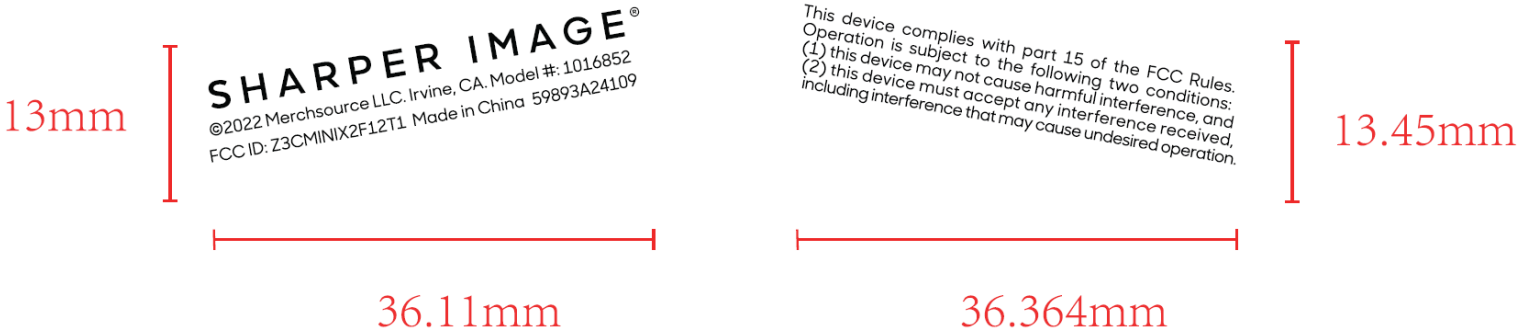 SHARPER IMAGE®
©2022 Merchsource LLC. Irvine, CA. Model #: 1016852
FCC ID: Z3CMINIX2F12T1 Made in China 59893A24109
13mm
36.11mm
This device complies with part 15 of the FCC Rules.
Operation is subject to the following two conditions:
(1) this device may not cause harmful interference, and
(2) this device must accept any interference received,
including interference that may cause undesired operation.
13.45mm
36.364mm